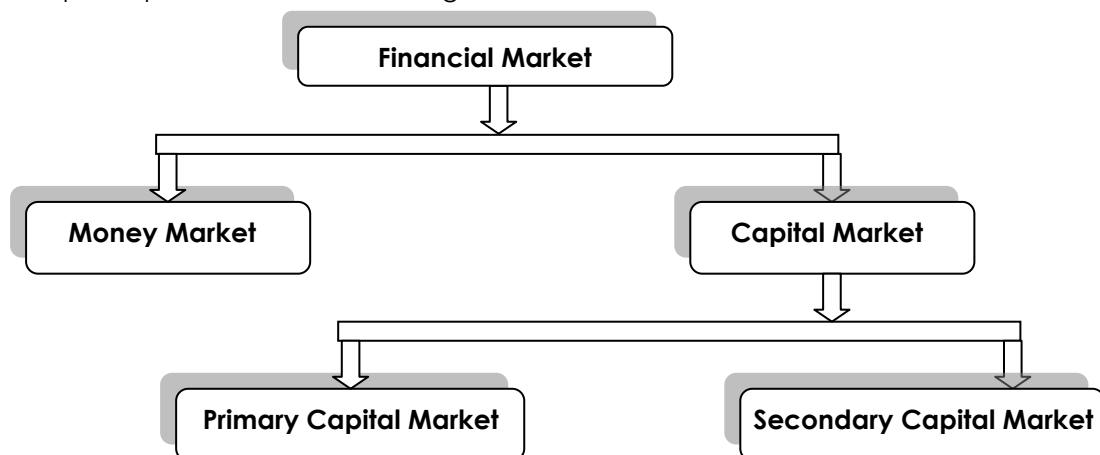 Financial Market
Money Market
Capital Market
Primary Capital Market
Secondary Capital Market